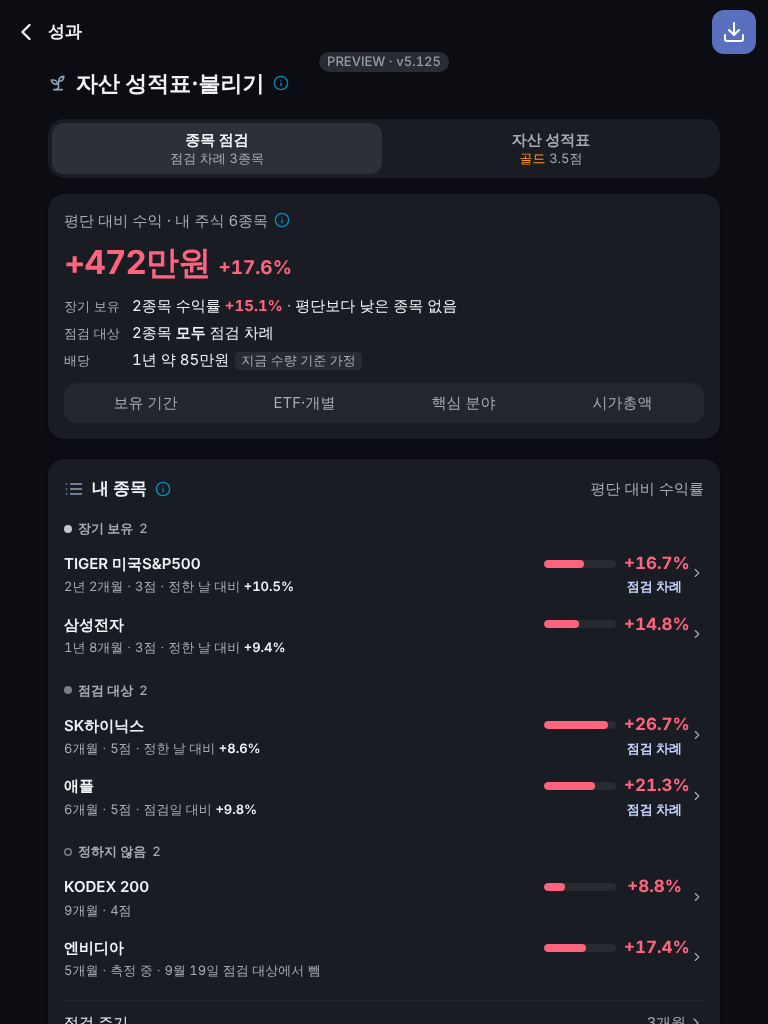 성과
PREVIEW · v5.125
자산 성적표·불리기
종목 점검
점검 차례 3종목
자산 성적표
골드 3.5점
평단 대비 수익 · 내 주식 6종목
+472만원 +17.6%
장기 보유 2종목 수익률 +15.1% · 평단보다 낮은 종목 없음
점검 대상 2종목 모두 점검 차례
배당 1년 약 85만원 지금 수량 기준 가정
보유 기간 ETF·개별 핵심 분야 시가총액
내 종목 평단 대비 수익률
장기 보유 2
TIGER 미국S&P500 +16.7%
2년 2개월 · 3점 · 정한 날 대비 +10.5% 점검 차례
삼성전자 +14.8%
1년 8개월 · 3점 · 정한 날 대비 +9.4%
점검 대상 2
SK하이닉스 +26.7%
6개월 · 5점 · 정한 날 대비 +8.6% 점검 차례
애플 +21.3%
6개월 · 5점 · 점검일 대비 +9.8% 점검 차례
정하지 않음 2
KODEX 200 +8.8%
9개월 · 4점
엔비디아 +17.4%
5개월 · 측정 중 · 9월 19일 점검 대상에서 뺌
점검 주기 3개월